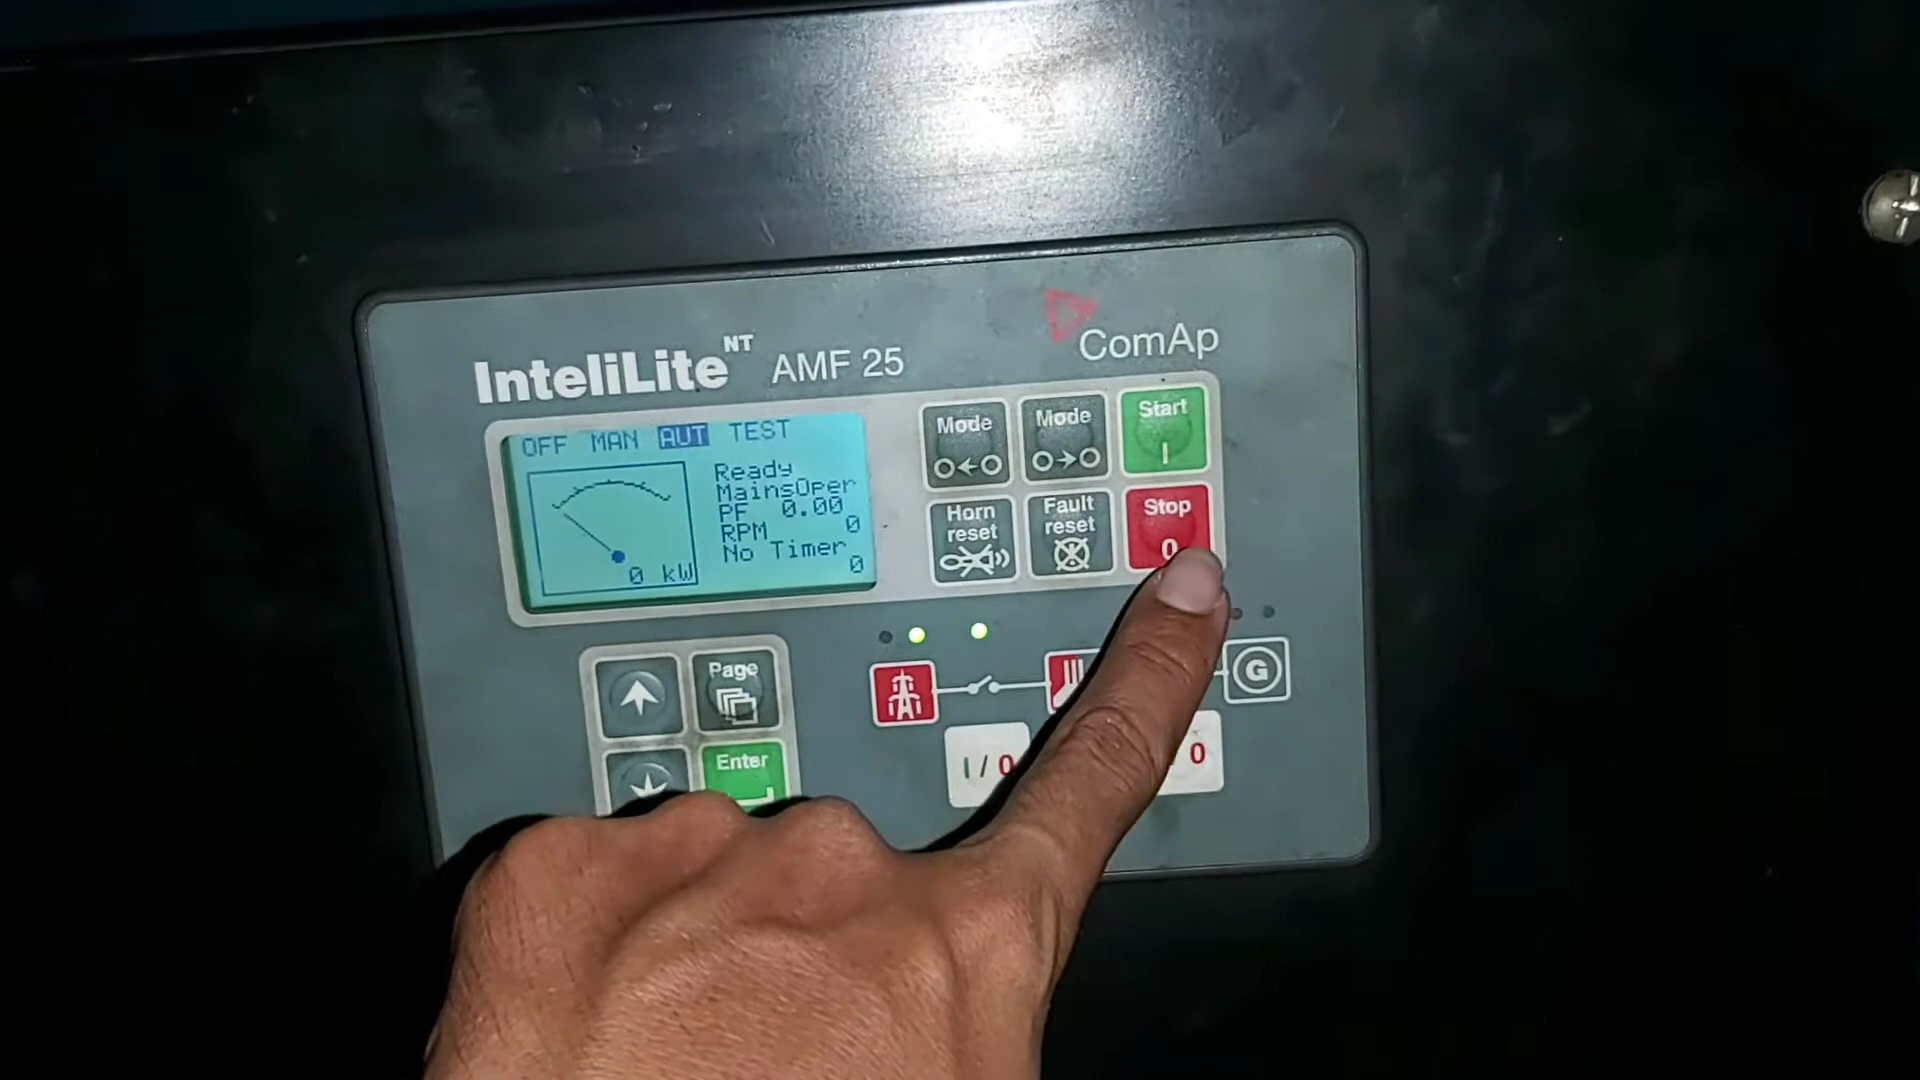 InteliLite NT AMF 25
ComAp
OFF MAN AUT TEST
Ready
MainsOper
PF 0.00
RPM 0
No Timer
0
0 kW
Mode
Mode
Start
I
Horn reset
Fault reset
Stop
0
Page
Enter
G
I / 0
0